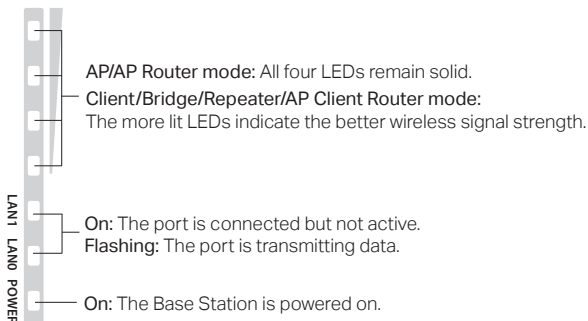 AP/AP Router mode: All four LEDs remain solid.
Client/Bridge/Repeater/AP Client Router mode:
The more lit LEDs indicate the better wireless signal strength.
LAN1 LAN0 POWER
On: The port is connected but not active.
Flashing: The port is transmitting data.
On: The Base Station is powered on.